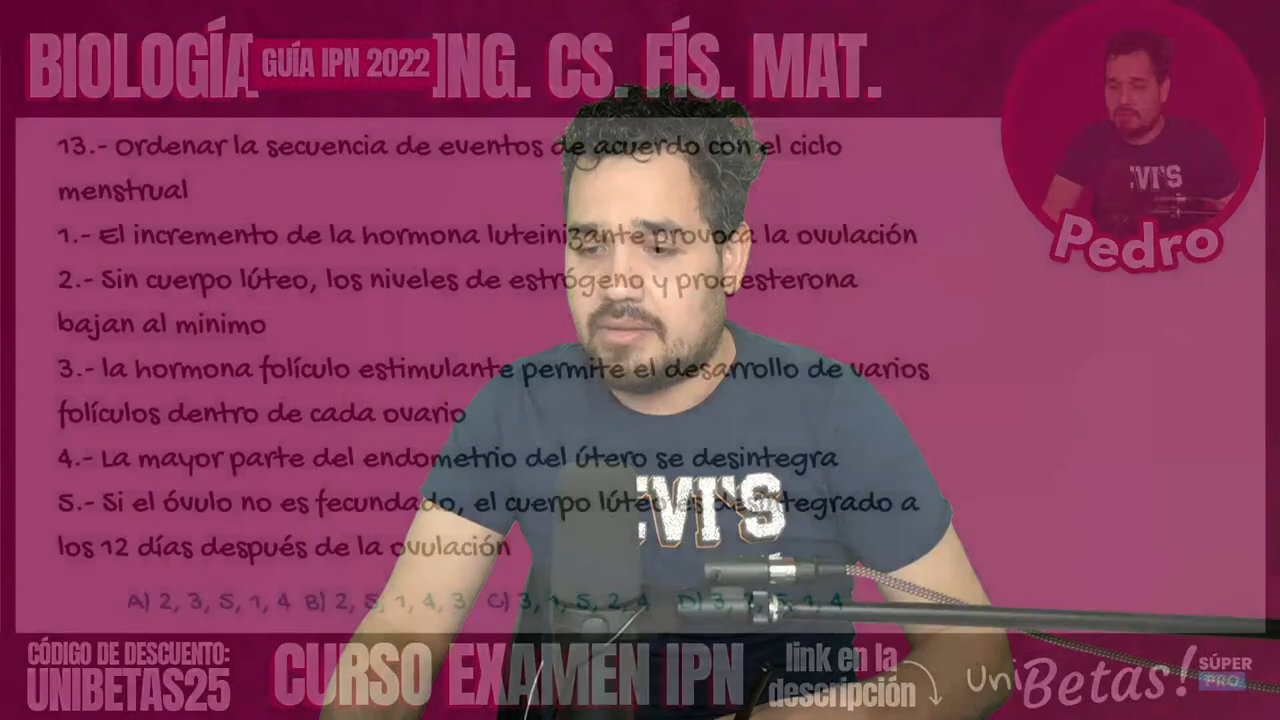 BIOLOGÍA[GUÍA IPN 2022]ING. CS. FÍS. MAT.
13.- Ordenar la secuencia de eventos de acuerdo con el ciclo
menstrual
1.- El incremento de la hormona luteinizante provoca la ovulación
2.- Sin cuerpo lúteo, los niveles de estrógeno y progesterona
bajan al minimo
3.- la hormona folículo estimulante permite el desarrollo de varios
folículos dentro de cada ovario
4.- La mayor parte del endometrio del útero se desintegra
5.- Si el óvulo no es fecundado, el cuerpo lúteo es desintegrado a
los 12 días después de la ovulación
A) 2, 3, 5, 1, 4 B) 2, 5, 1, 4, 3 C) 3, 1, 5, 2, 4 D) 3, 5, 1, 4
Pedro
VI'S
EVI'S
CÓDIGO DE DESCUENTO:
UNIBETAS25
CURSO EXAMEN IPN
link en la
descripción
UniBetas!
SÚPER
PRO